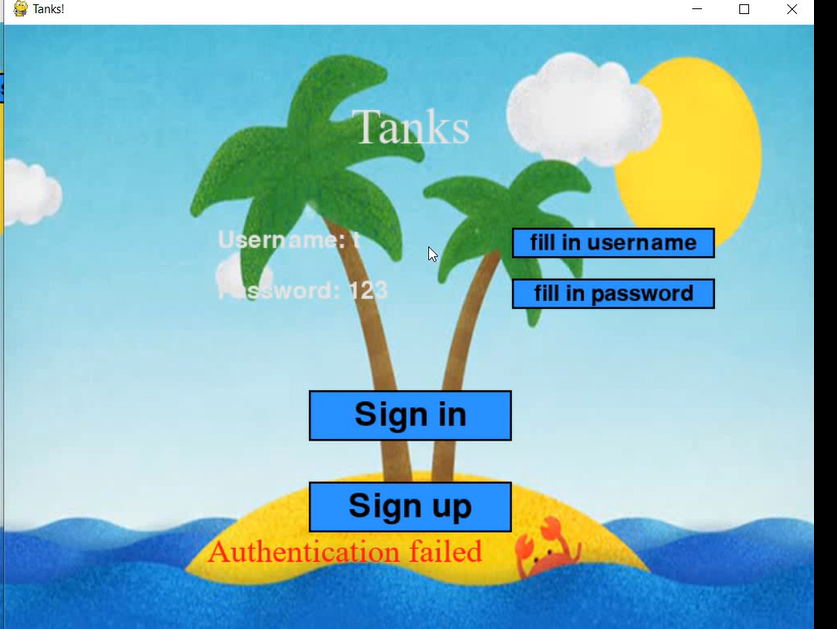 Tanks!
Tanks
Username: t
fill in username
Password: 123
fill in password
Sign in
Sign up
Authentication failed